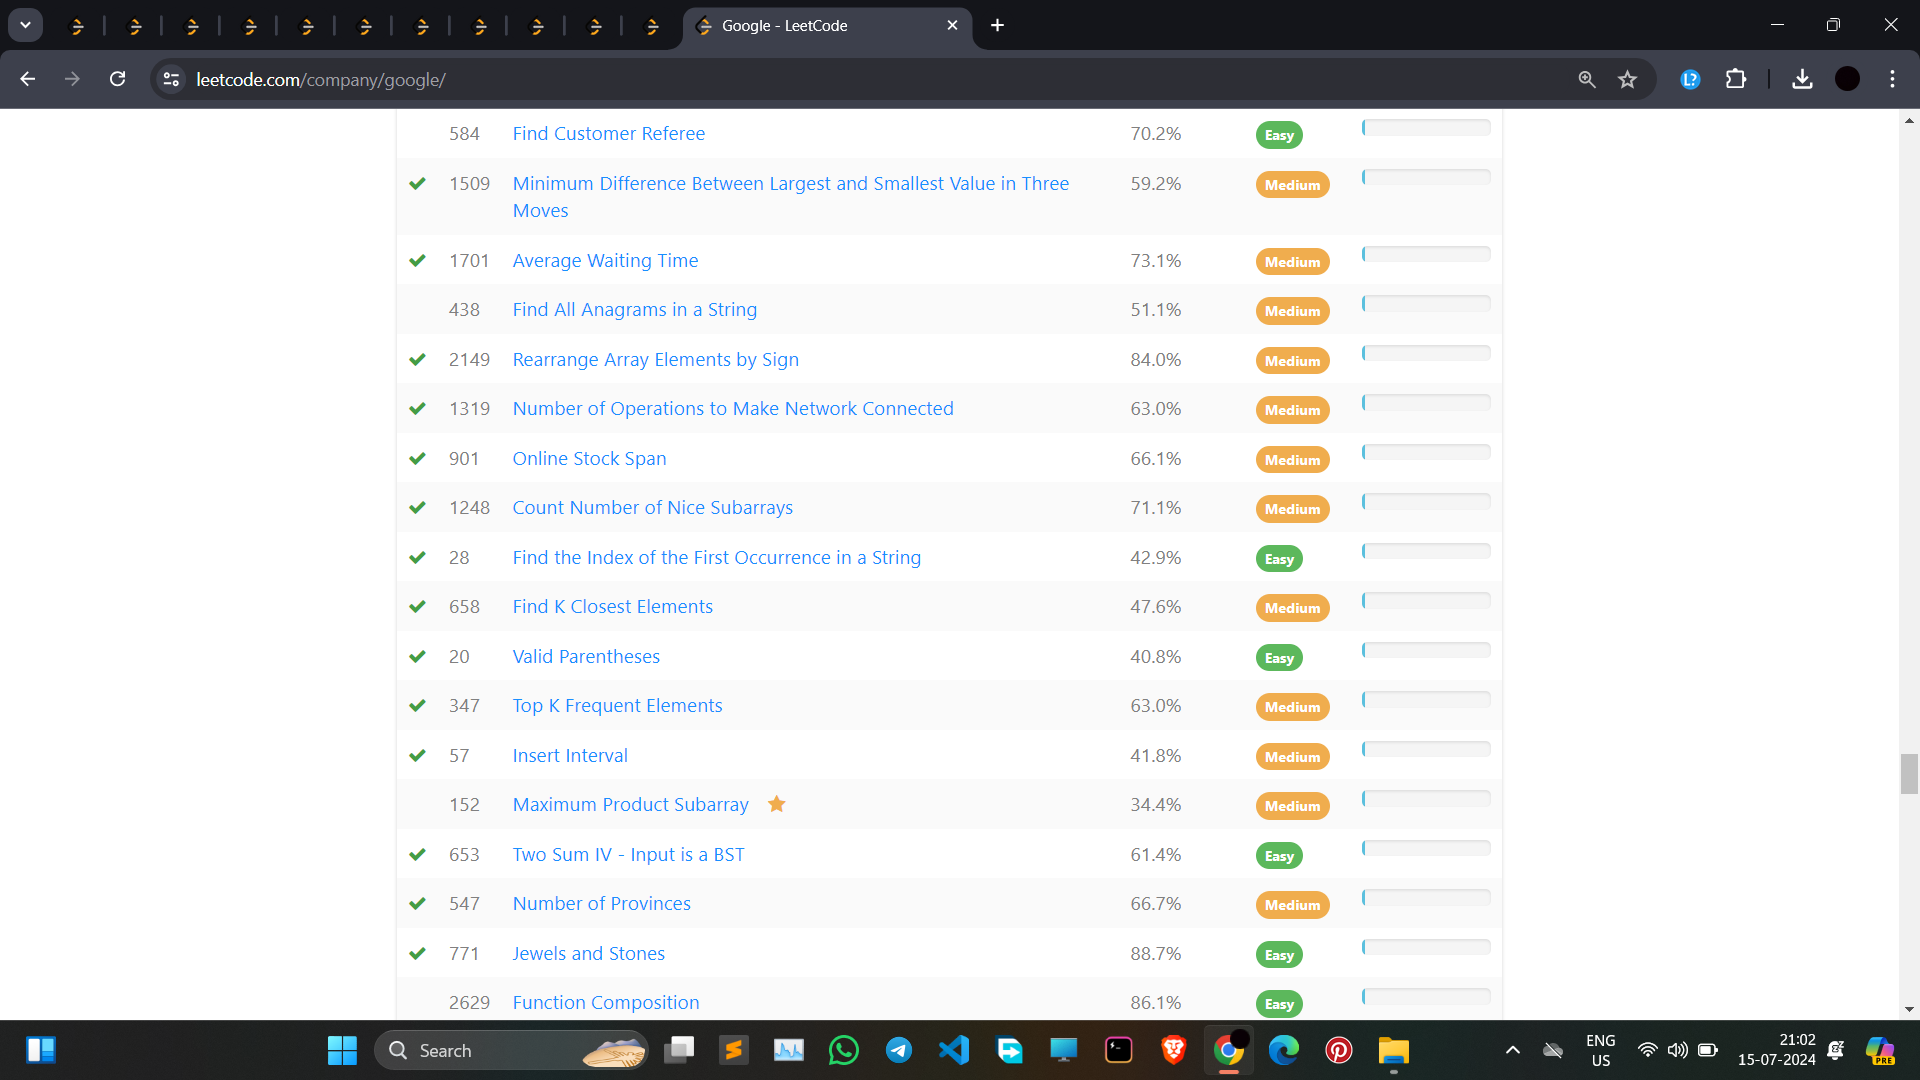 Google - LeetCode
leetcode.com/company/google/
584 Find Customer Referee 70.2% Easy
1509 Minimum Difference Between Largest and Smallest Value in Three 59.2% Medium
Moves
1701 Average Waiting Time 73.1% Medium
438 Find All Anagrams in a String 51.1% Medium
2149 Rearrange Array Elements by Sign 84.0% Medium
1319 Number of Operations to Make Network Connected 63.0% Medium
901 Online Stock Span 66.1% Medium
1248 Count Number of Nice Subarrays 71.1% Medium
28 Find the Index of the First Occurrence in a String 42.9% Easy
658 Find K Closest Elements 47.6% Medium
20 Valid Parentheses 40.8% Easy
347 Top K Frequent Elements 63.0% Medium
57 Insert Interval 41.8% Medium
152 Maximum Product Subarray 34.4% Medium
653 Two Sum IV - Input is a BST 61.4% Easy
547 Number of Provinces 66.7% Medium
771 Jewels and Stones 88.7% Easy
2629 Function Composition 86.1% Easy
Search
ENG
US
21:02
15-07-2024
PRE